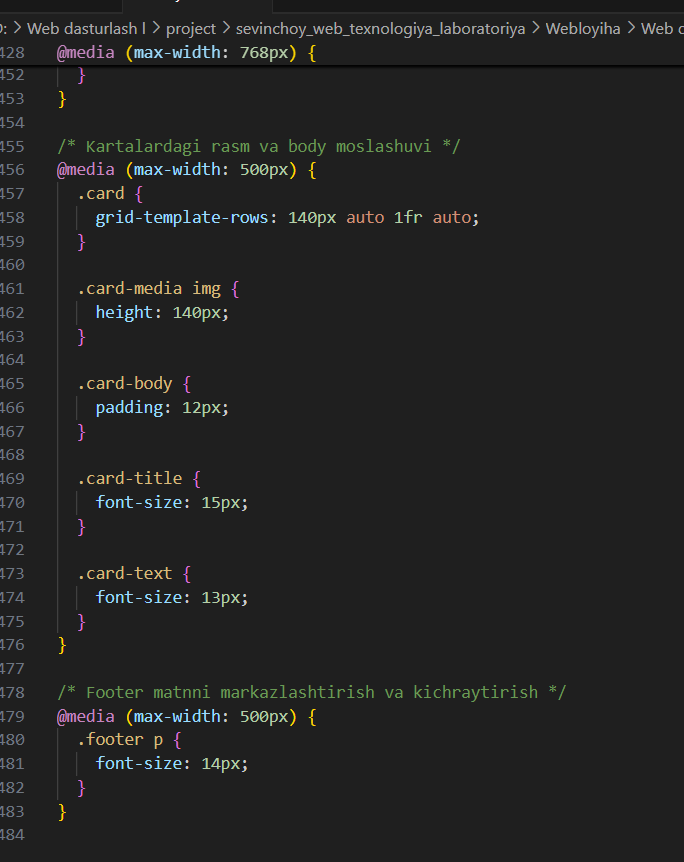 Web dasturlash l > project > sevinchoy_web_texnologiya_laboratoriya > Webloyiha > Web
428 @media (max-width: 768px) {
452 }
453 }
454
455 /* Kartalardagi rasm va body moslashuvi */
456 @media (max-width: 500px) {
457 .card {
458 grid-template-rows: 140px auto 1fr auto;
459 }
460
461 .card-media img {
462 height: 140px;
463 }
464
465 .card-body {
466 padding: 12px;
467 }
468
469 .card-title {
470 font-size: 15px;
471 }
472
473 .card-text {
474 font-size: 13px;
475 }
476 }
477
478 /* Footer matnni markazlashtirish va kichraytirish */
479 @media (max-width: 500px) {
480 .footer p {
481 font-size: 14px;
482 }
483 }
484